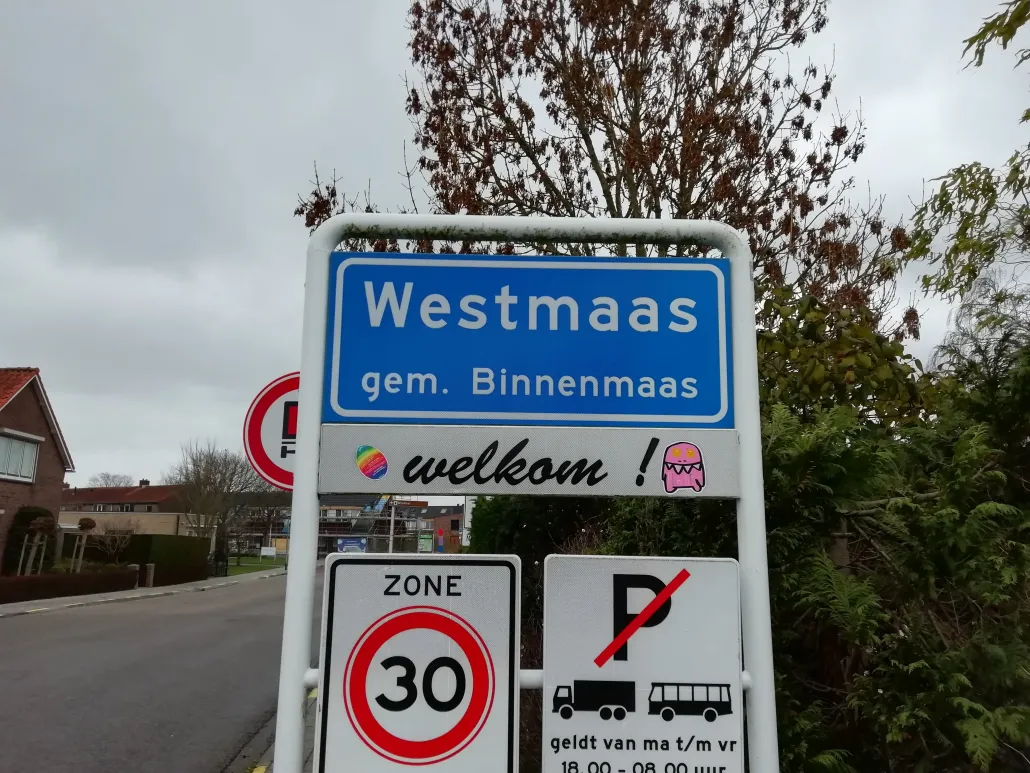 Westmaas
gem. Binnenmaas
welkom !
ZONE
30
P
geldt van ma t/m vr
18.00 - 08.00 uur